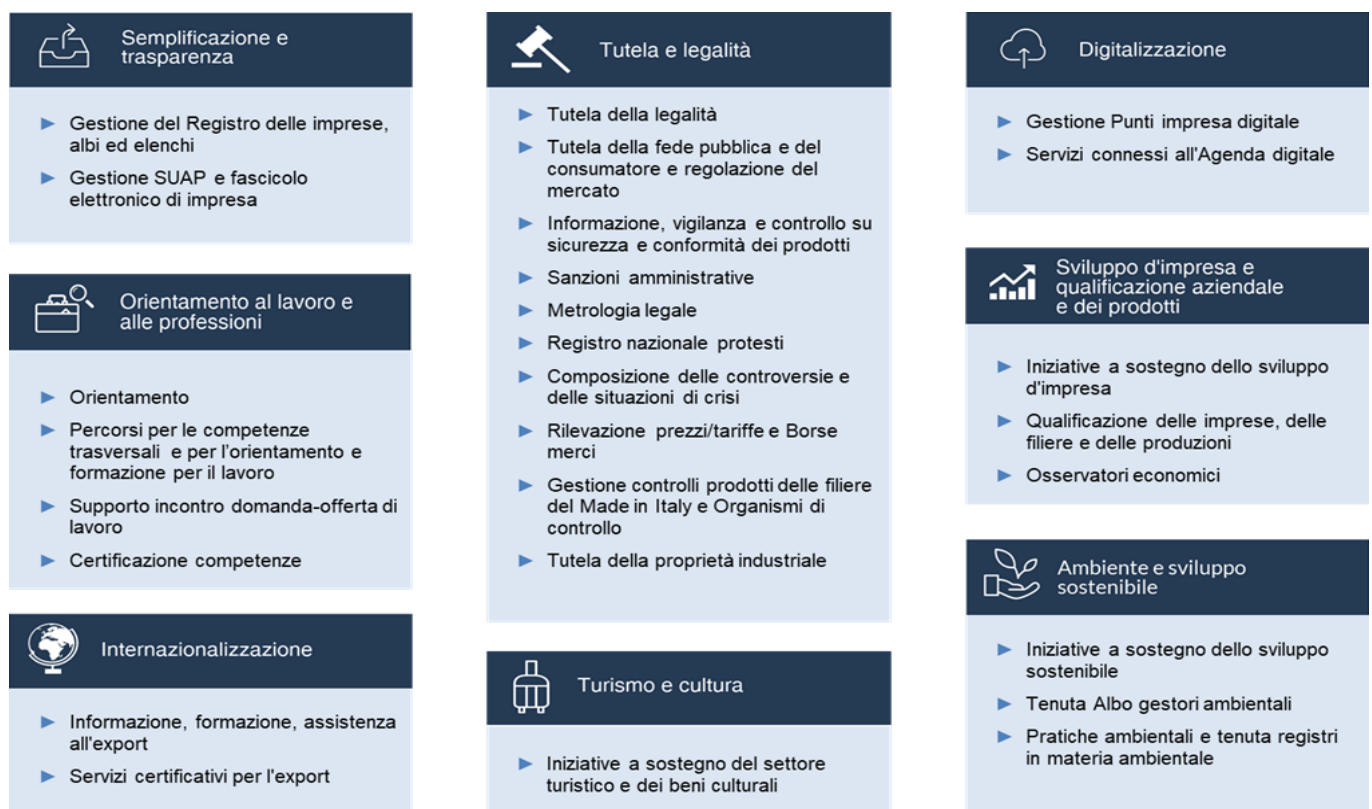 Semplificazione e
trasparenza
► Gestione del Registro delle imprese,
albi ed elenchi
► Gestione SUAP e fascicolo
elettronico di impresa
Orientamento al lavoro e
alle professioni
► Orientamento
► Percorsi per le competenze
trasversali e per l'orientamento e
formazione per il lavoro
► Supporto incontro domanda-offerta di
lavoro
► Certificazione competenze
Internazionalizzazione
► Informazione, formazione, assistenza
all'export
► Servizi certificativi per l'export
Tutela e legalità
► Tutela della legalità
► Tutela della fede pubblica e del
consumatore e regolazione del
mercato
► Informazione, vigilanza e controllo su
sicurezza e conformità dei prodotti
► Sanzioni amministrative
► Metrologia legale
► Registro nazionale protesti
► Composizione delle controversie e
delle situazioni di crisi
► Rilevazione prezzi/tariffe e Borse
merci
► Gestione controlli prodotti delle filiere
del Made in Italy e Organismi di
controllo
► Tutela della proprietà industriale
Turismo e cultura
► Iniziative a sostegno del settore
turistico e dei beni culturali
Digitalizzazione
► Gestione Punti impresa digitale
► Servizi connessi all'Agenda digitale
Sviluppo d'impresa e
qualificazione aziendale
e dei prodotti
► Iniziative a sostegno dello sviluppo
d'impresa
► Qualificazione delle imprese, delle
filiere e delle produzioni
► Osservatori economici
Ambiente e sviluppo
sostenibile
► Iniziative a sostegno dello sviluppo
sostenibile
► Tenuta Albo gestori ambientali
► Pratiche ambientali e tenuta registri
in materia ambientale